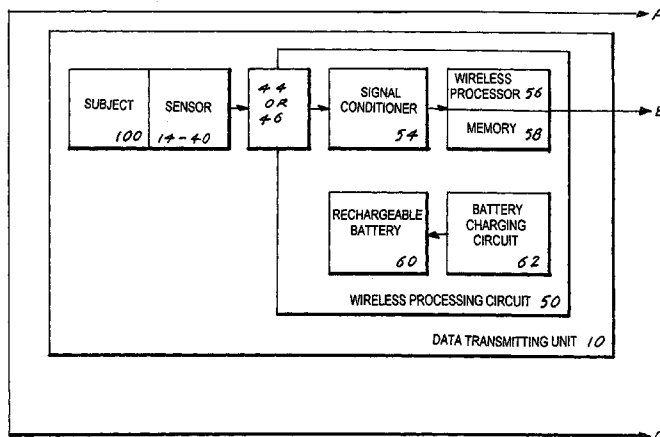 A
44
OR
46
SUBJECT
100
SENSOR
14-40
SIGNAL
CONDITIONER
54
WIRELESS
PROCESSOR 56
MEMORY
58
B
RECHARGEABLE
BATTERY
60
BATTERY
CHARGING
CIRCUIT
62
WIRELESS PROCESSING CIRCUIT 50
DATA TRANSMITTING UNIT 10